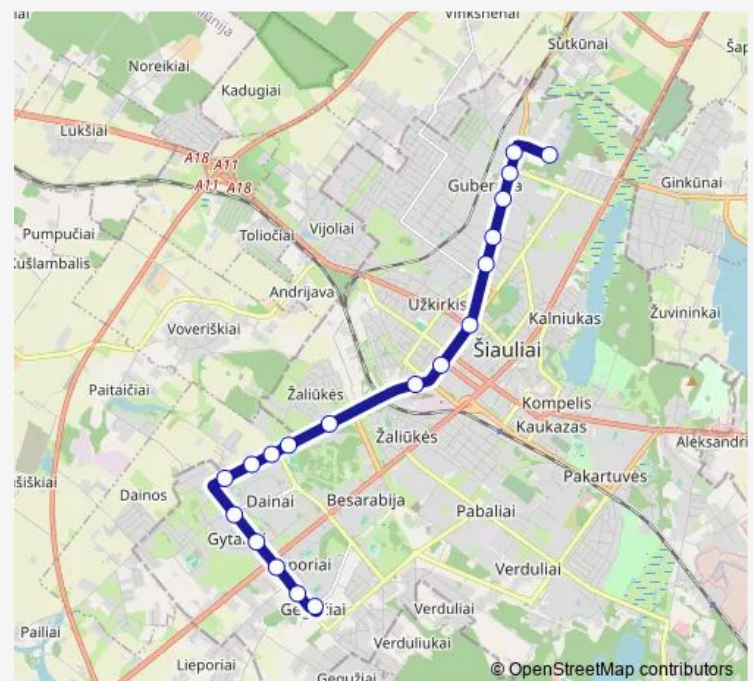 Vinkšnėnai
Sutkūnai
Noreikiai
Kadugiai
Lukšiai
A18 A11
A11 A18
Ginkūnai
Pumpučiai
Toliočiai
Vijoliai
Kušlambalis
Andrijava
Užkirkis
Kalniukas
Žuvininkai
Voveriškiai
Šiauliai
Paitaičiai
Žaliūkės
Kompelis
Kaukazas
Žaliūkės
Aleksandri
Pakartuvės
Dainos
Dainai
Besarabija
Pabaliai
Verduliai
Pailiai
Verduliai
Verduliukai
Lieporiai
Gegužiai
© OpenStreetMap contributors